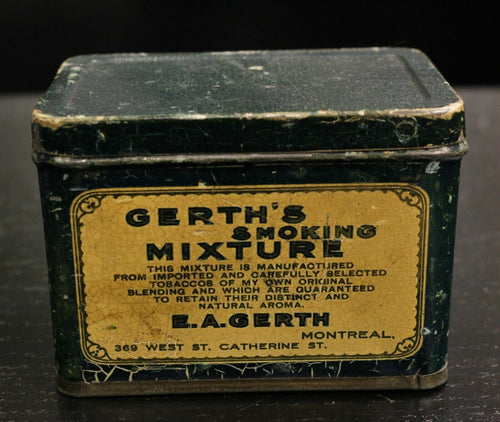 GERTH'S
SMOKING
MIXTURE
THIS MIXTURE IS MANUFACTURED
FROM IMPORTED AND CAREFULLY SELECTED
TOBACCOS OF MY OWN ORIGINAL
BLENDING AND WHICH ARE GUARANTEED
TO RETAIN THEIR DISTINCT AND
NATURAL AROMA.
E.A.GERTH
MONTREAL,
369 WEST ST. CATHERINE ST.